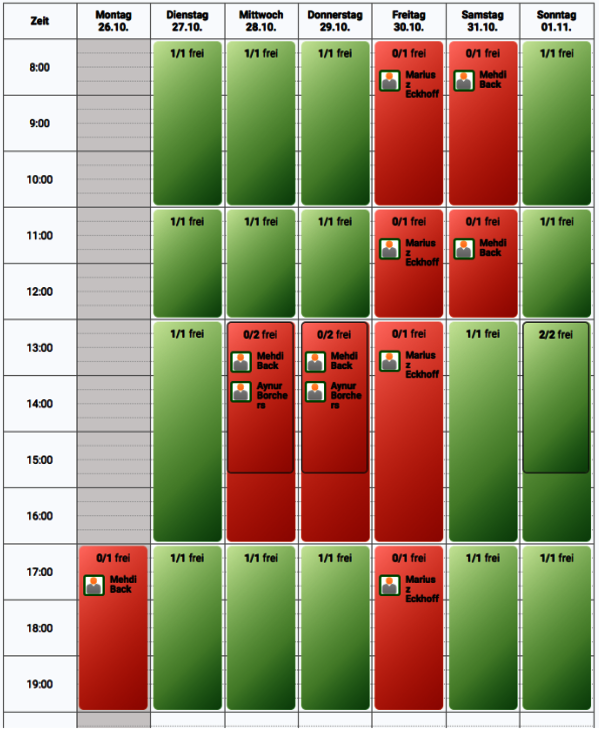 Zeit Montag Dienstag Mittwoch Donnerstag Freitag Samstag Sonntag
26.10. 27.10. 28.10. 29.10. 30.10. 31.10. 01.11.
8:00 1/1 frei 1/1 frei 1/1 frei 0/1 frei 0/1 frei 1/1 frei
Marius Mehdi
z Back
Eckhoff
9:00
10:00
11:00 1/1 frei 1/1 frei 1/1 frei 0/1 frei 0/1 frei 1/1 frei
Marius Mehdi
z Back
Eckhoff
12:00
13:00 1/1 frei 0/2 frei 0/2 frei 0/1 frei 1/1 frei 2/2 frei
Mehdi Mehdi Marius
Back Back z
Eckhoff
14:00 Aynur Aynur
Borche Borche
rs rs
15:00
16:00
17:00 0/1 frei 1/1 frei 1/1 frei 1/1 frei 0/1 frei 1/1 frei 1/1 frei
Mehdi Marius
Back z
Eckhoff
18:00
19:00